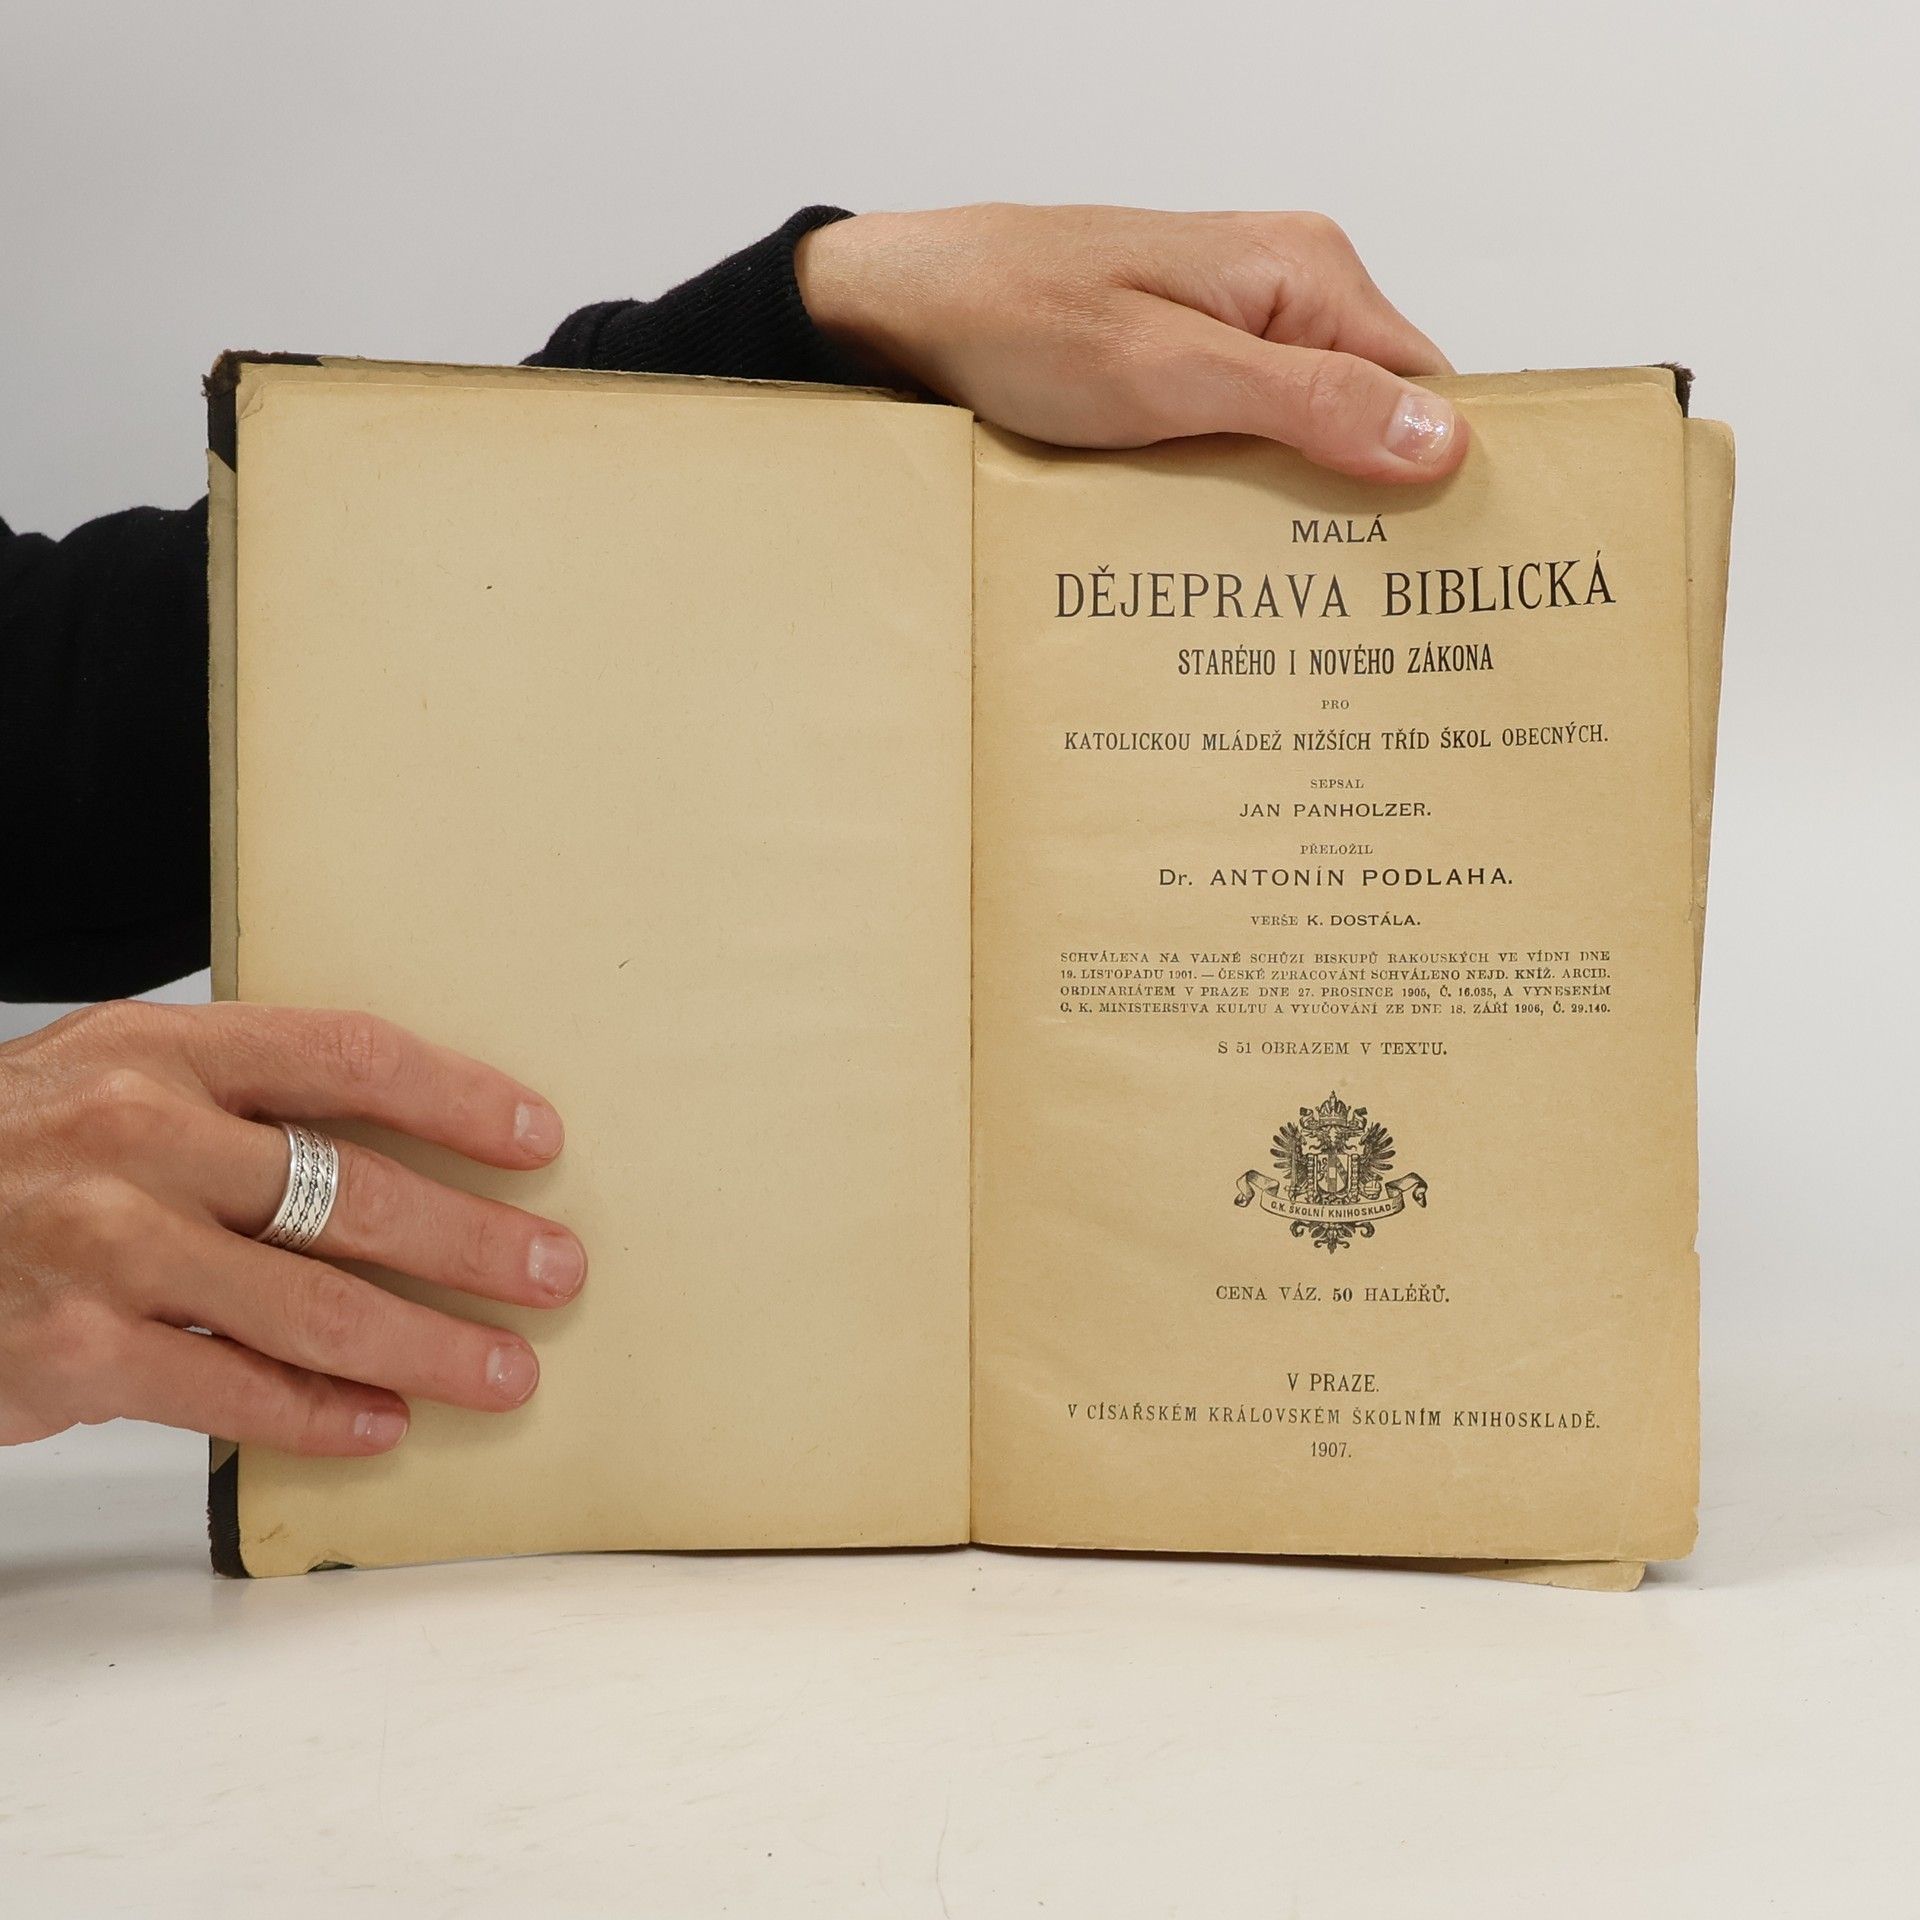 MALÁ
DĚJEPRAVA BIBLICKÁ
STARÉHO I NOVÉHO ZÁKONA
PRO
KATOLICKOU MLÁDEŽ NIŽŠÍCH TŘÍD ŠKOL OBECNÝCH.
SEPSAL
JAN PANHOLZER.
PŘELOŽIL
Dr. ANTONÍN PODLAHA.
VERŠE K. DOSTÁLA.
SCHVÁLENA NA VALNÉ SCHŮZI BISKUPŮ RAKOUSKÝCH VE VÍDNI DNE
19. LISTOPADU 1901. — ČESKÉ ZPRACOVÁNÍ SCHVÁLENO NEJD. KNÍŽ. ARCIB.
ORDINARIÁTEM V PRAZE DNE 27. PROSINCE 1905, Č. 16.035, A VYNESENÍM
C. K. MINISTERSTVA KULTU A VYUČOVÁNÍ ZE DNE 18. ZÁŘÍ 1906, Č. 29.140.
S 51 OBRAZEM V TEXTU.
C.K. ŠKOLNÍ KNIHOSKLAD
CENA VÁZ. 50 HALÉŘŮ.
V PRAZE.
V CÍSAŘSKÉM KRÁLOVSKÉM ŠKOLNÍM KNIHOSKLADĚ.
1907.